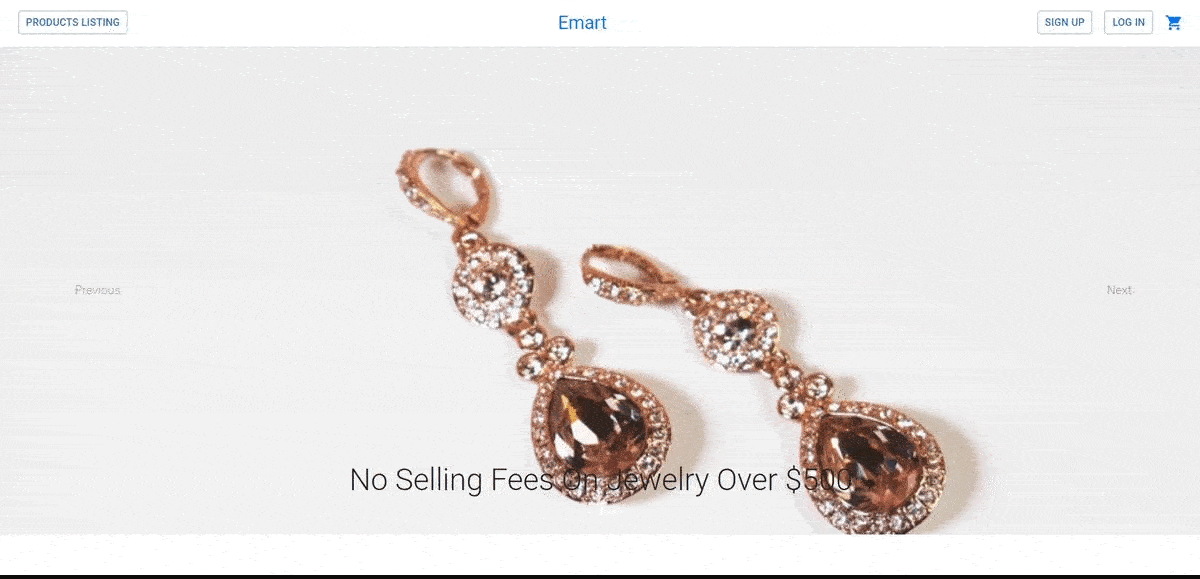 PRODUCTS LISTING
Emart
SIGN UP
LOG IN
Previous
Next
No Selling Fees On Jewelry Over $500